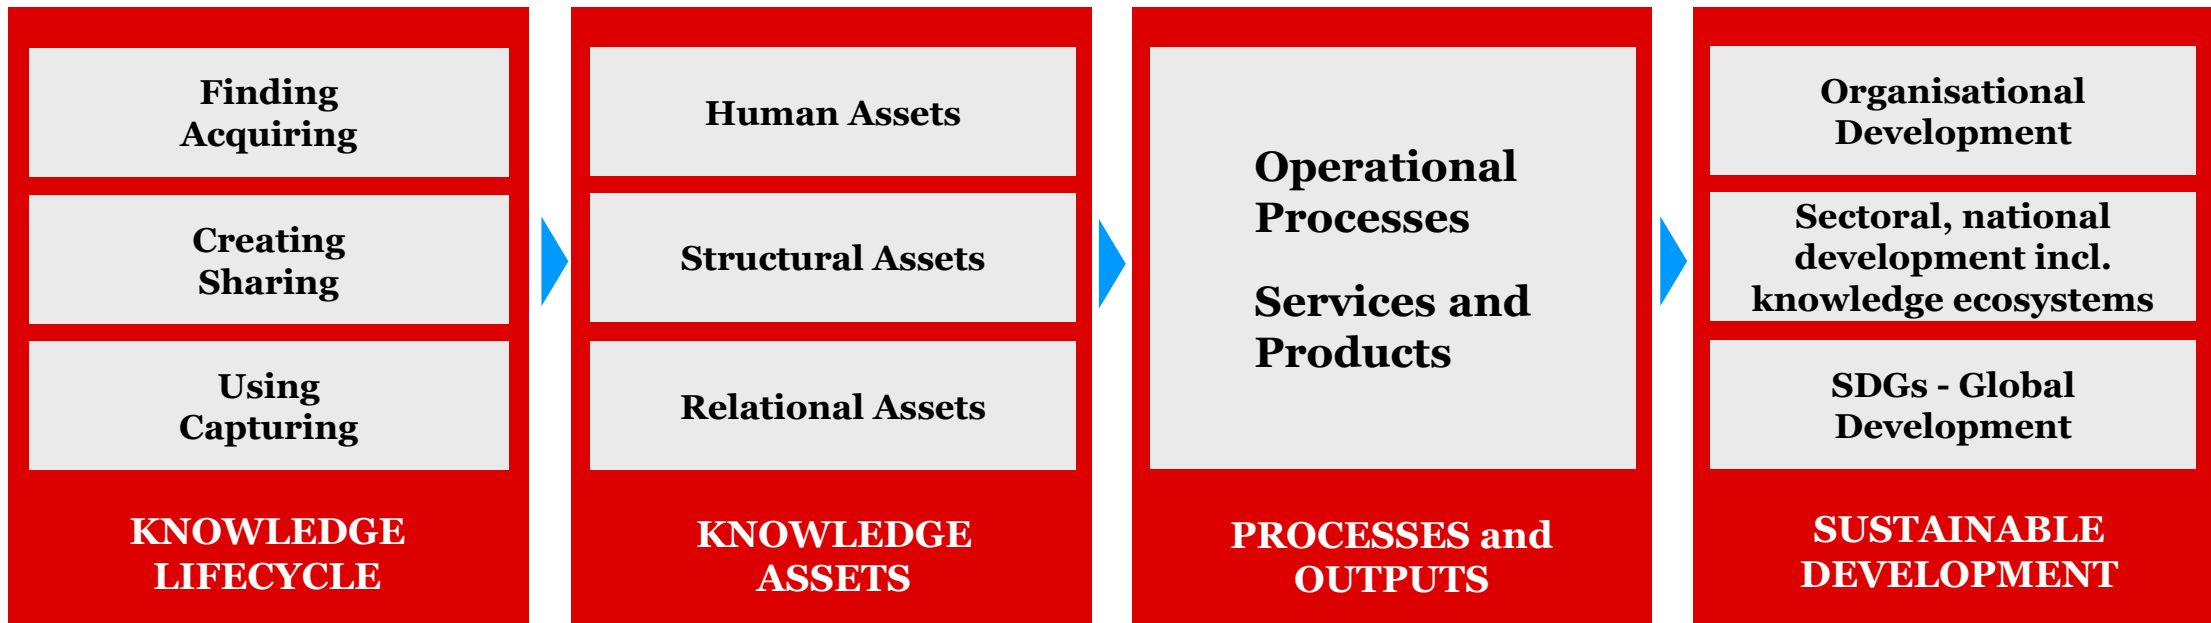 Finding
Acquiring
Creating
Sharing
Using
Capturing
KNOWLEDGE
LIFECYCLE
Human Assets
Structural Assets
Relational Assets
KNOWLEDGE
ASSETS
Operational
Processes
Services and
Products
PROCESSES and
OUTPUTS
Organisational
Development
Sectoral, national
development incl.
knowledge ecosystems
SDGs - Global
Development
SUSTAINABLE
DEVELOPMENT